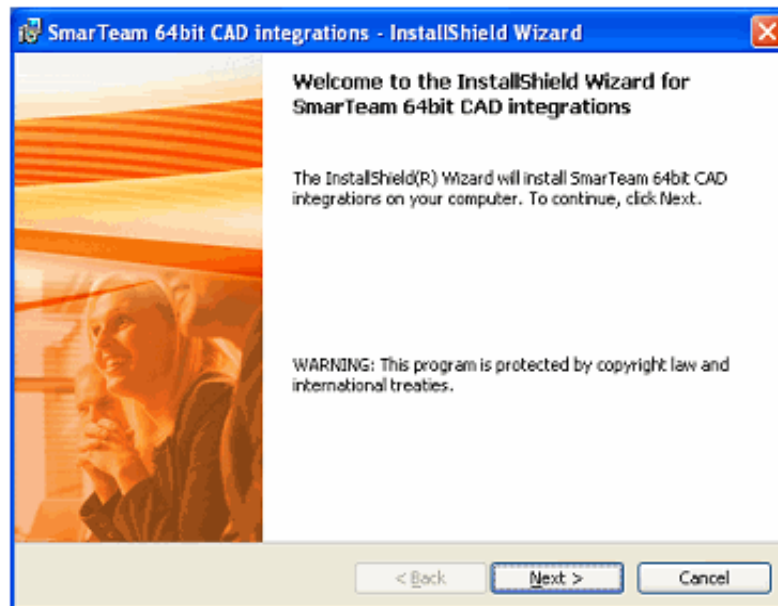 SmarTeam 64bit CAD integrations - InstallShield Wizard
Welcome to the InstallShield Wizard for
SmarTeam 64bit CAD integrations
The InstallShield(R) Wizard will install SmarTeam 64bit CAD
integrations on your computer. To continue, click Next.
WARNING: This program is protected by copyright law and
international treaties.
< Back
Next >
Cancel